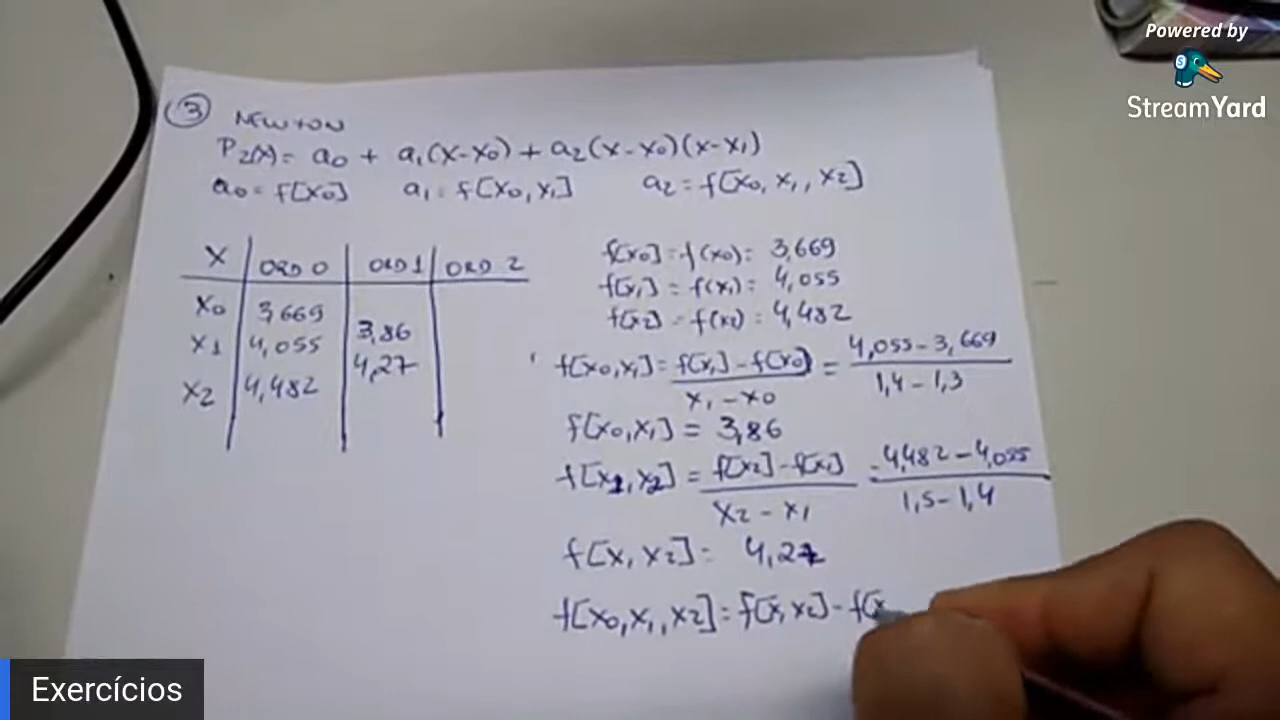 Powered by
StreamYard
3 NEWTON
P2(x) = a0 + a1(x-x0) + a2(x-x0)(x-x1)
a0 = f[x0] a1 = f[x0, x1] a2 = f[x0, x1, x2]
X ORD 0 ORD 1 ORD 2
x0 3,669
3,86
x1 4,055
4,27
x2 4,482
f[x0] = f(x0) = 3,669
f[x1] = f(x1) = 4,055
f[x2] = f(x2) = 4,482
f[x0, x1] = f[x1] - f[x0] / x1 - x0 = 4,055 - 3,669 / 1,4 - 1,3
f[x0, x1] = 3,86
f[x1, x2] = f[x2] - f[x1] / x2 - x1 = 4,482 - 4,055 / 1,5 - 1,4
f[x, x2] = 4,27
f[x0, x1, x2] = f[x, x2] - f[x
Exercícios